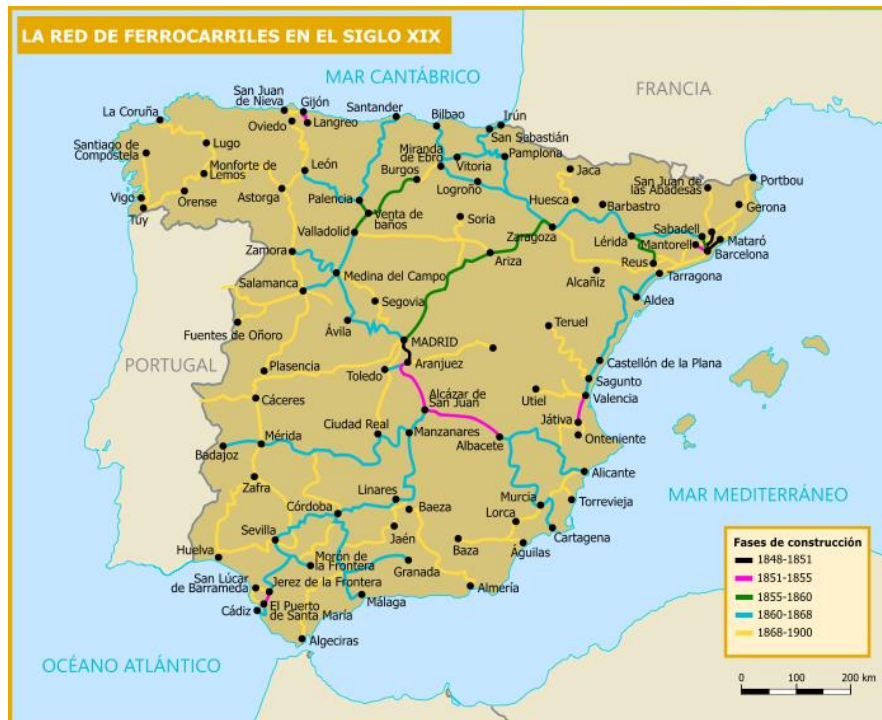 LA RED DE FERROCARRILES EN EL SIGLO XIX
MAR CANTÁBRICO
FRANCIA
San Juan
de Nieva
Gijón
La Coruña
Oviedo
Langreo
Santander
Bilbao
Irún
San Sebastián
Santiago de
Compostela
Lugo
Monforte de
Lemos
León
Miranda
de Ebro
Vitoria
Pamplona
Burgos
Logroño
Jaca
San Juan de
las Abadesas
Portbou
Vigo
Tuy
Orense
Astorga
Palencia
Venta de
baños
Soria
Huesca
Barbastro
Gerona
Sabadell
Mantorell
Mataró
Barcelona
Valladolid
Zaragoza
Lérida
Zamora
Ariza
Reus
Tarragona
Medina del Campo
Salamanca
Segovia
Alcañiz
Aldea
Fuentes de Oñoro
Ávila
MADRID
Teruel
PORTUGAL
Plasencia
Toledo
Aranjuez
Castellón de la Plana
Sagunto
Cáceres
Alcázar de
San Juan
Utiel
Valencia
Ciudad Real
Manzanares
Játiva
Mérida
Albacete
Onteniente
Badajoz
Alicante
Zafra
Linares
Murcia
Torrevieja
MAR MEDITERRÁNEO
Córdoba
Baeza
Lorca
Sevilla
Jaén
Cartagena
Huelva
Morón de
la Frontera
Baza
Águilas
San Lúcar
de Barrameda
Jerez de la Frontera
Granada
Almería
Cádiz
El Puerto
de Santa María
Málaga
Algeciras
OCÉANO ATLÁNTICO
Fases de construcción
1848-1851
1851-1855
1855-1860
1860-1868
1868-1900
0 100 200 km